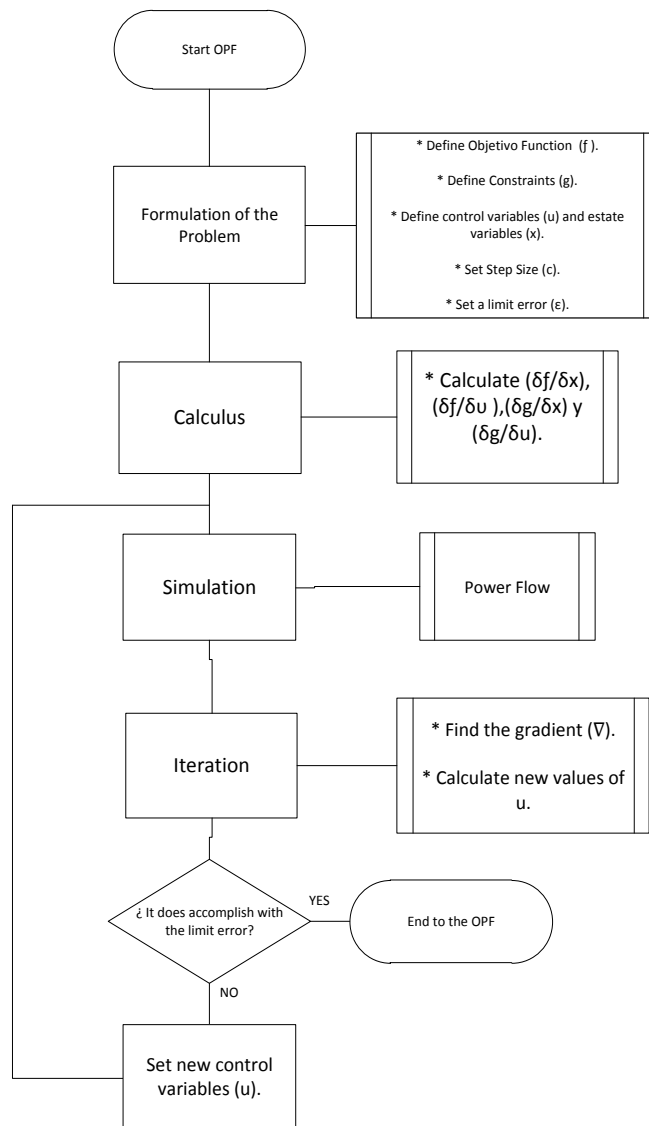 Start OPF
Formulation of the
Problem
* Define Objetivo Function (ƒ ).
* Define Constraints (g).
* Define control variables (u) and estate
variables (x).
* Set Step Size (c).
* Set a limit error (ε).
Calculus
* Calculate (δƒ/δx),
(δƒ/δυ ),(δg/δx) y
(δg/δu).
Simulation
Power Flow
Iteration
* Find the gradient (∇).
* Calculate new values of
u.
¿ It does accomplish with
the limit error?
YES
End to the OPF
NO
Set new control
variables (u).